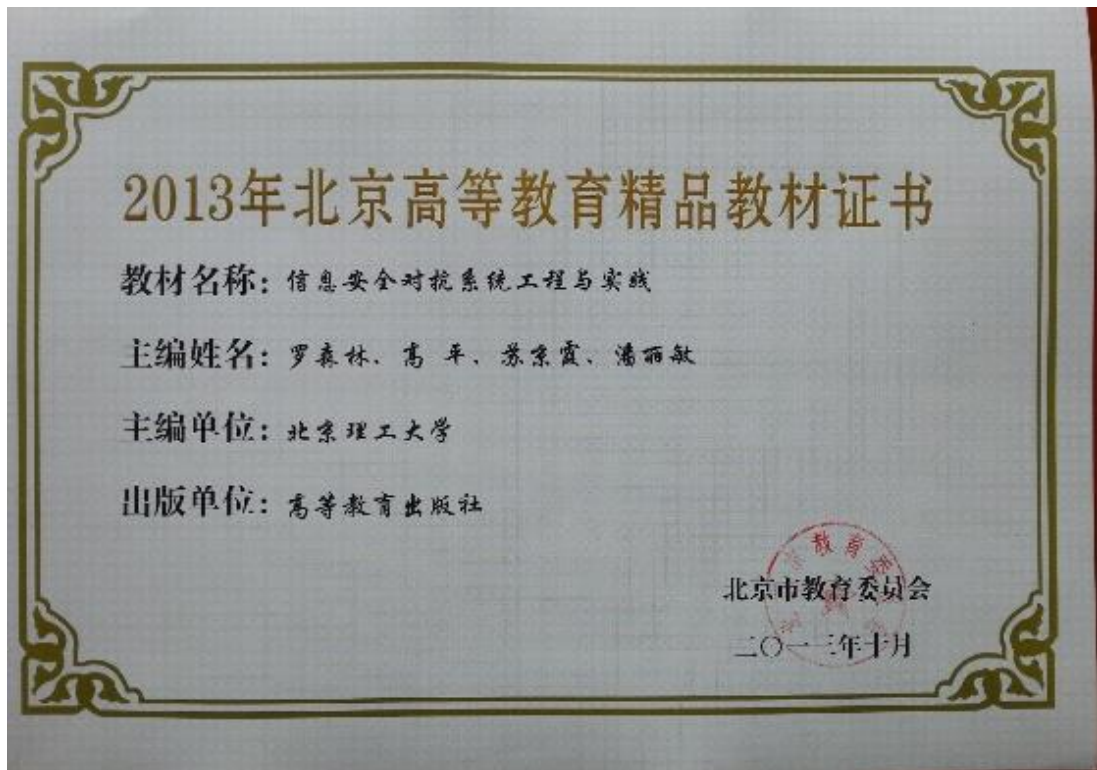 2013年北京高等教育精品教材证书
教材名称：信息安全对抗系统工程与实践
主编姓名：罗森林、高 平、苏京霞、潘丽敏
主编单位：北京理工大学
出版单位：高等教育出版社
北京市教育委员会
二〇一三年十月